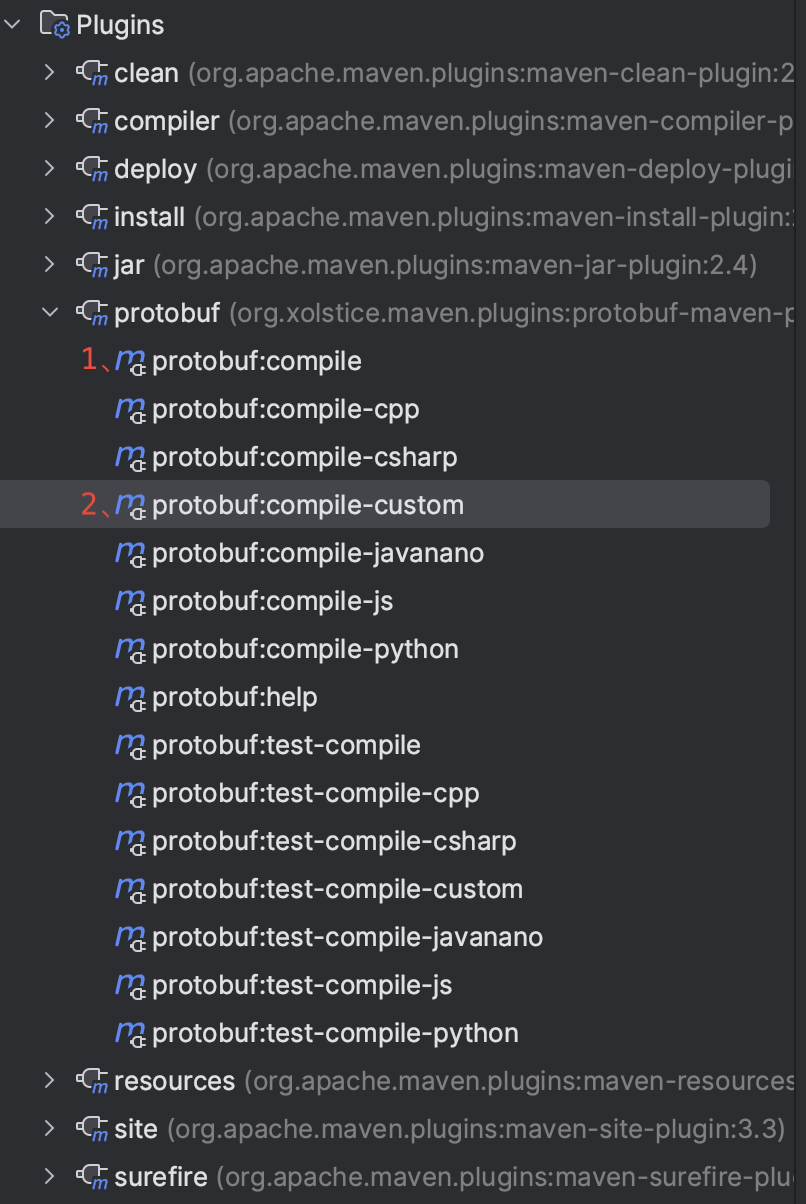 Plugins
clean (org.apache.maven.plugins:maven-clean-plugin:2
compiler (org.apache.maven.plugins:maven-compiler-p
deploy (org.apache.maven.plugins:maven-deploy-plugi
install (org.apache.maven.plugins:maven-install-plugin:
jar (org.apache.maven.plugins:maven-jar-plugin:2.4)
protobuf (org.xolstice.maven.plugins:protobuf-maven-p
1、protobuf:compile
protobuf:compile-cpp
protobuf:compile-csharp
2、protobuf:compile-custom
protobuf:compile-javanano
protobuf:compile-js
protobuf:compile-python
protobuf:help
protobuf:test-compile
protobuf:test-compile-cpp
protobuf:test-compile-csharp
protobuf:test-compile-custom
protobuf:test-compile-javanano
protobuf:test-compile-js
protobuf:test-compile-python
resources (org.apache.maven.plugins:maven-resources
site (org.apache.maven.plugins:maven-site-plugin:3.3)
surefire (org.apache.maven.plugins:maven-surefire-plu